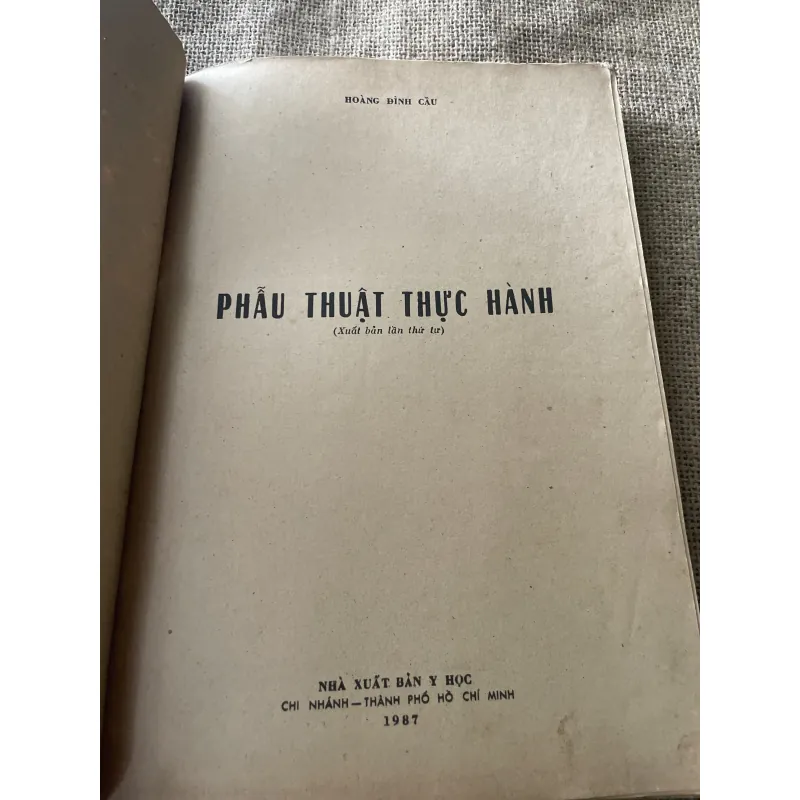 HOÀNG ĐÌNH CẦU
PHẪU THUẬT THỰC HÀNH
(Xuất bản lần thứ tư)
NHÀ XUẤT BẢN Y HỌC
CHI NHÁNH – THÀNH PHỐ HỒ CHÍ MINH
1987